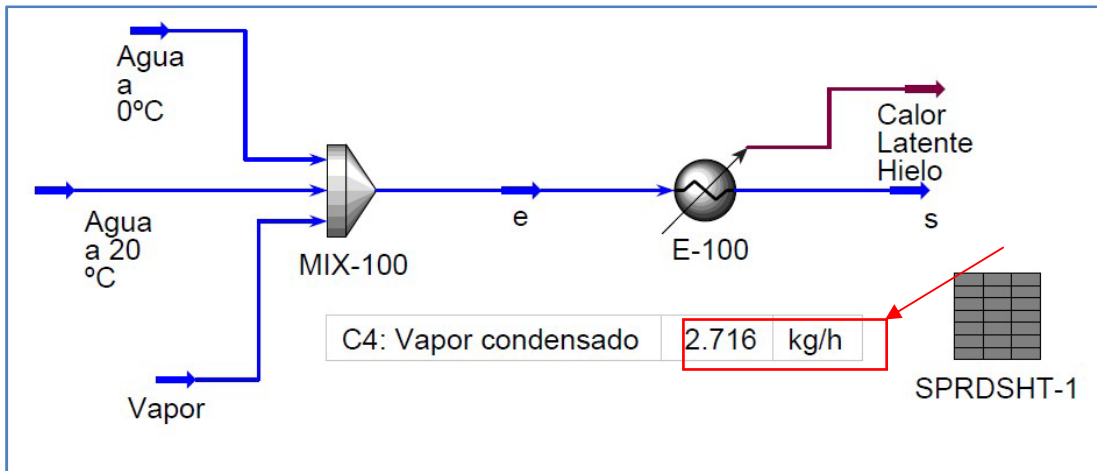 Agua
a
0ºC
Calor
Latente
Hielo
Agua
a 20
ºC
MIX-100
e
E-100
s
C4: Vapor condensado 2.716 kg/h
Vapor
SPRDSHT-1